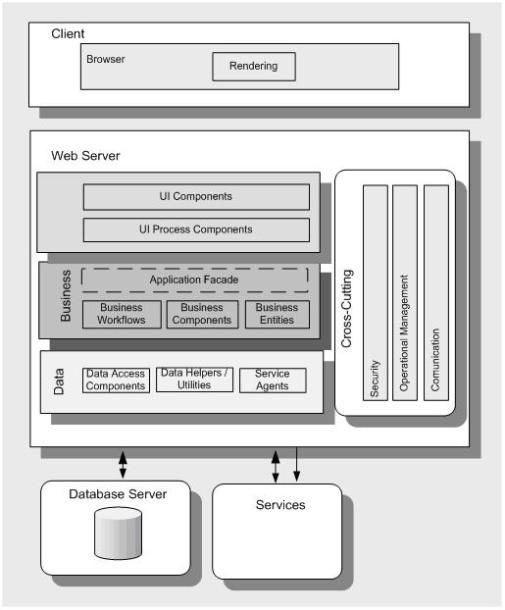 Client
Browser
Rendering
Web Server
UI Components
UI Process Components
Business
Application Facade
Business
Workflows
Business
Components
Business
Entities
Data
Data Access
Components
Data Helpers /
Utilities
Service
Agents
Cross-Cutting
Security
Operational Management
Comunication
Database Server
Services